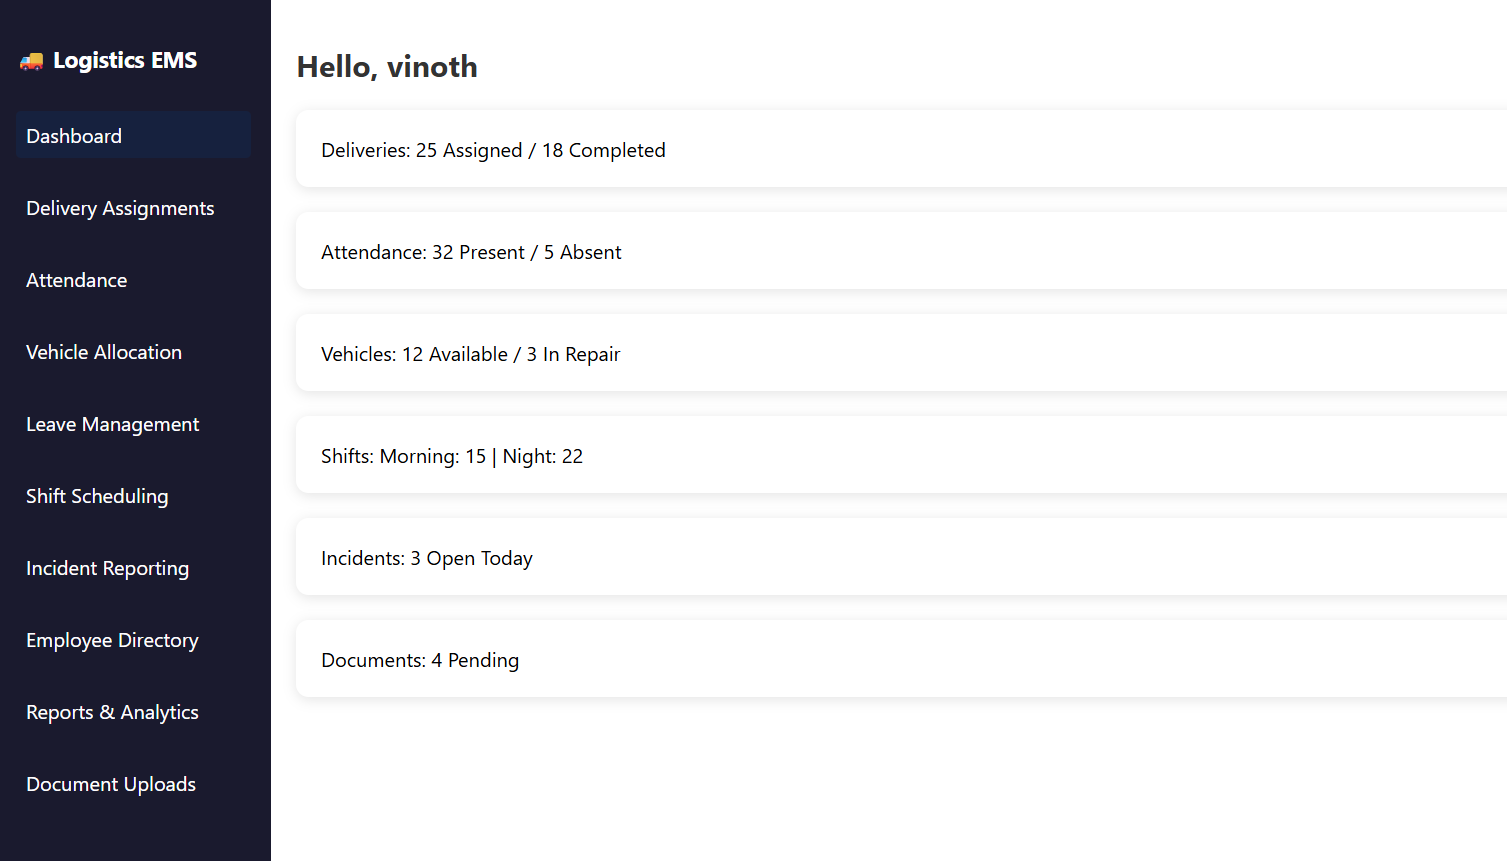 Logistics EMS
Dashboard
Delivery Assignments
Attendance
Vehicle Allocation
Leave Management
Shift Scheduling
Incident Reporting
Employee Directory
Reports & Analytics
Document Uploads
Hello, vinoth
Deliveries: 25 Assigned / 18 Completed
Attendance: 32 Present / 5 Absent
Vehicles: 12 Available / 3 In Repair
Shifts: Morning: 15 | Night: 22
Incidents: 3 Open Today
Documents: 4 Pending